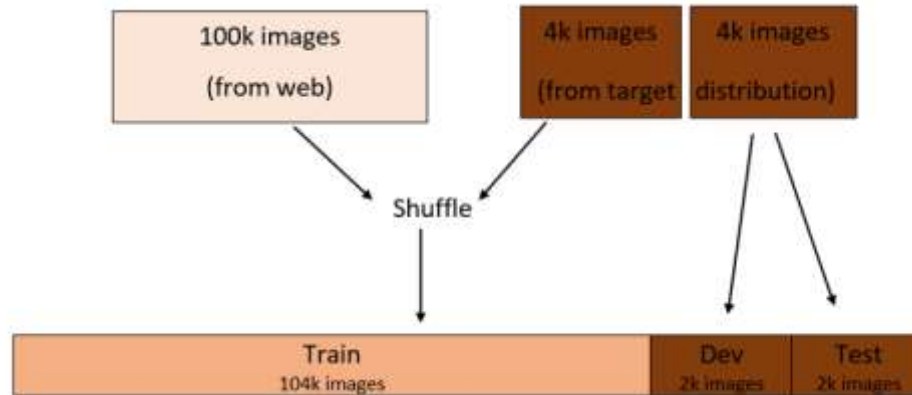 100k images
(from web)
4k images
(from target
4k images
distribution)
Shuffle
Train
104k images
Dev
2k images
Test
2k images